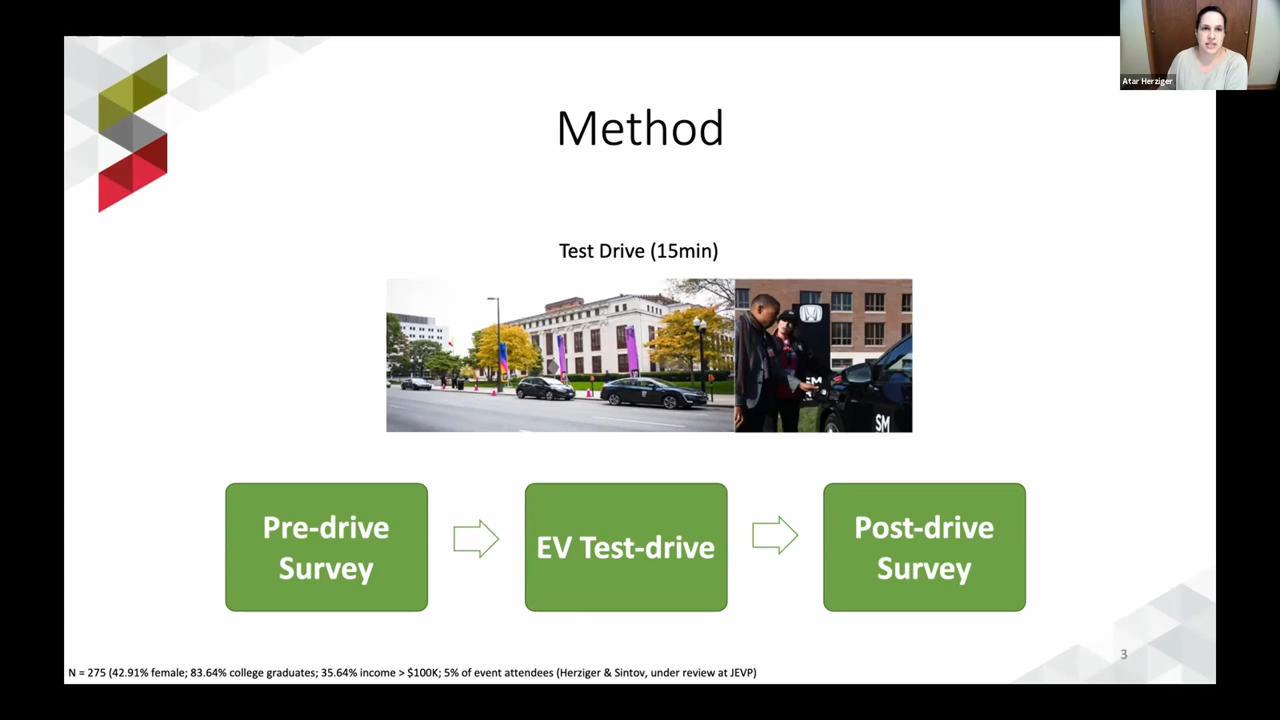 Atar Herziger
Method
Test Drive (15min)
SM
SM
Pre-drive
Survey
EV Test-drive
Post-drive
Survey
3
N = 275 (42.91% female; 83.64% college graduates; 35.64% income > $100K; 5% of event attendees (Herziger & Sintov, under review at JEVP)